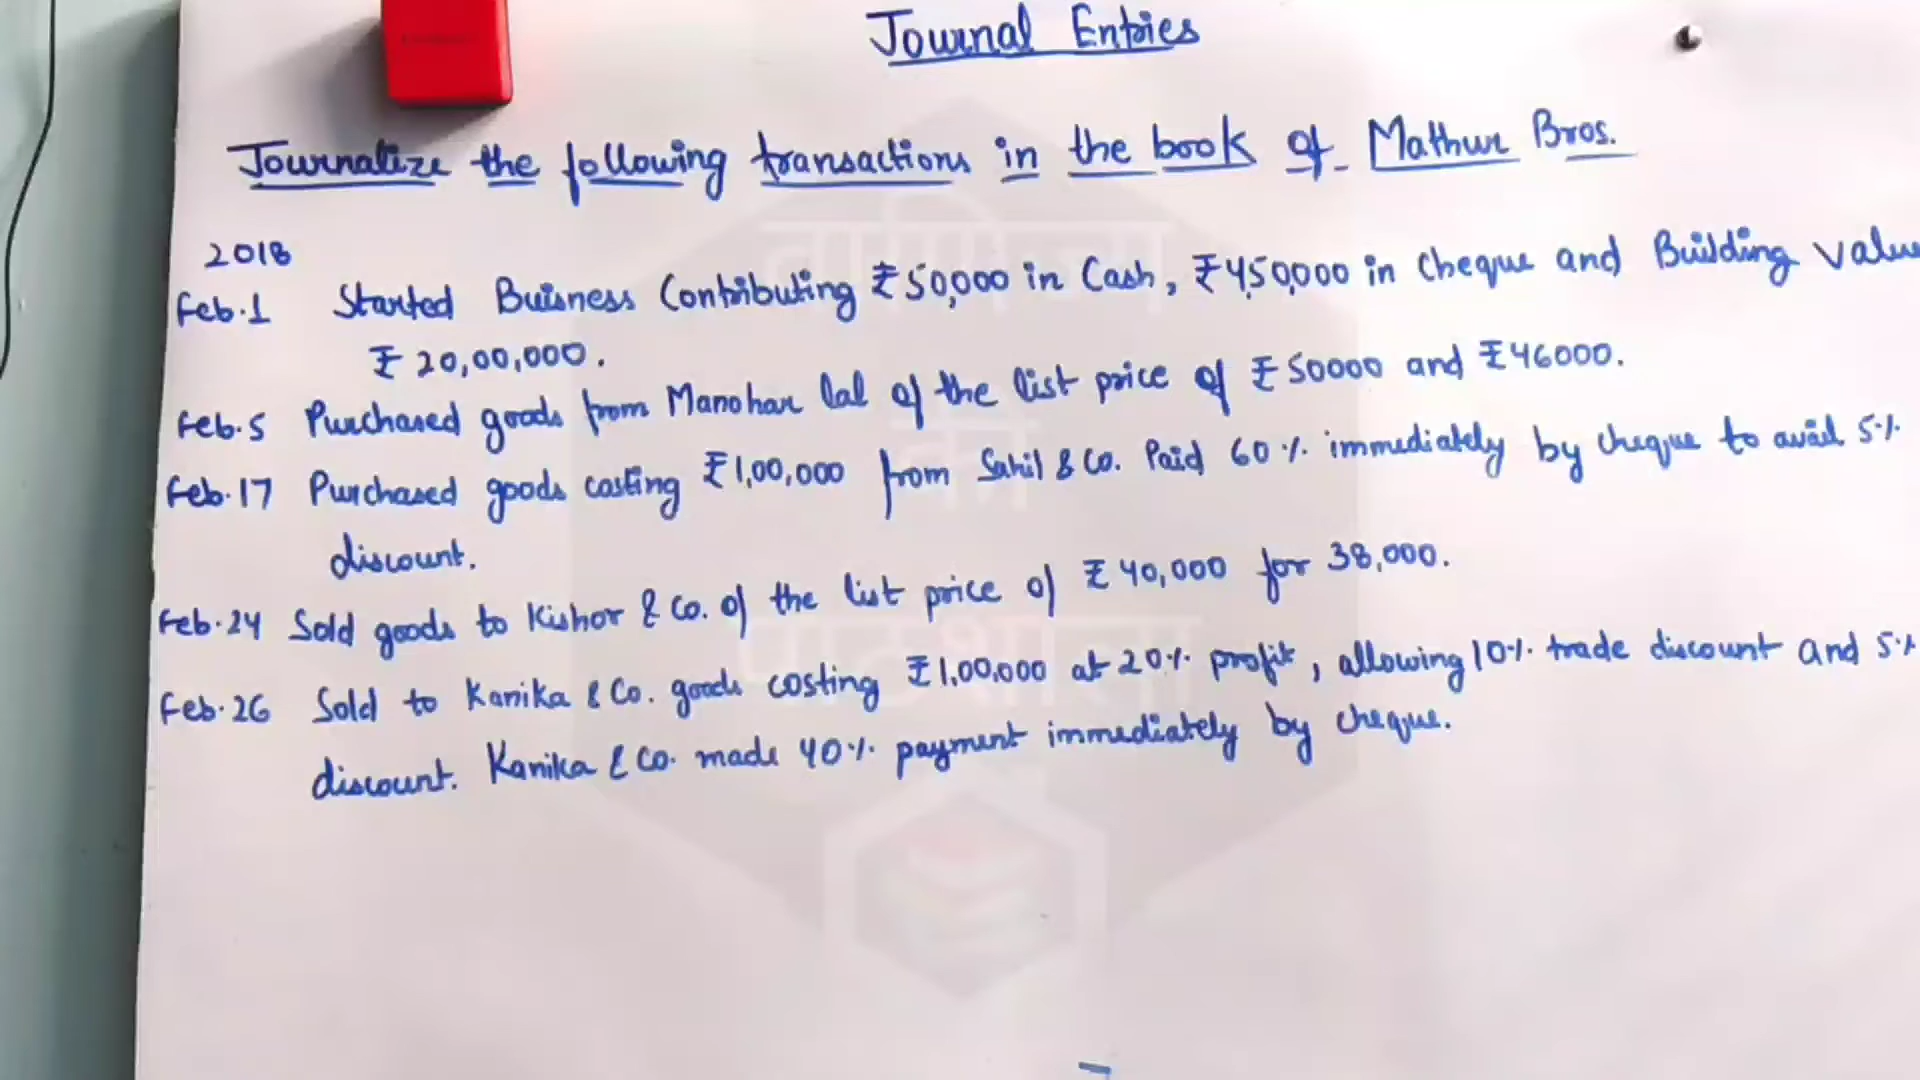 Journal Entries
Journalize the following transactions in the book of Mathur Bros.
2018
Feb.1 Started Buisness Contributing ₹50,000 in Cash, ₹4,50,000 in cheque and Building value
₹ 20,00,000.
Feb.5 Purchased goods from Manohar lal of the list price of ₹50000 and ₹46000.
Feb.17 Purchased goods costing ₹1,00,000 from Sahil & Co. Paid 60% immediately by cheque to avail 5%
discount.
Feb.24 Sold goods to Kishor & Co. of the list price of ₹40,000 for 38,000.
Feb.26 Sold to Kanika & Co. goods costing ₹1,00,000 at 20% profit, allowing 10% trade discount and 5%
discount. Kanika & Co. made 40% payment immediately by cheque.
वाणिज्य
की
पाठशाला